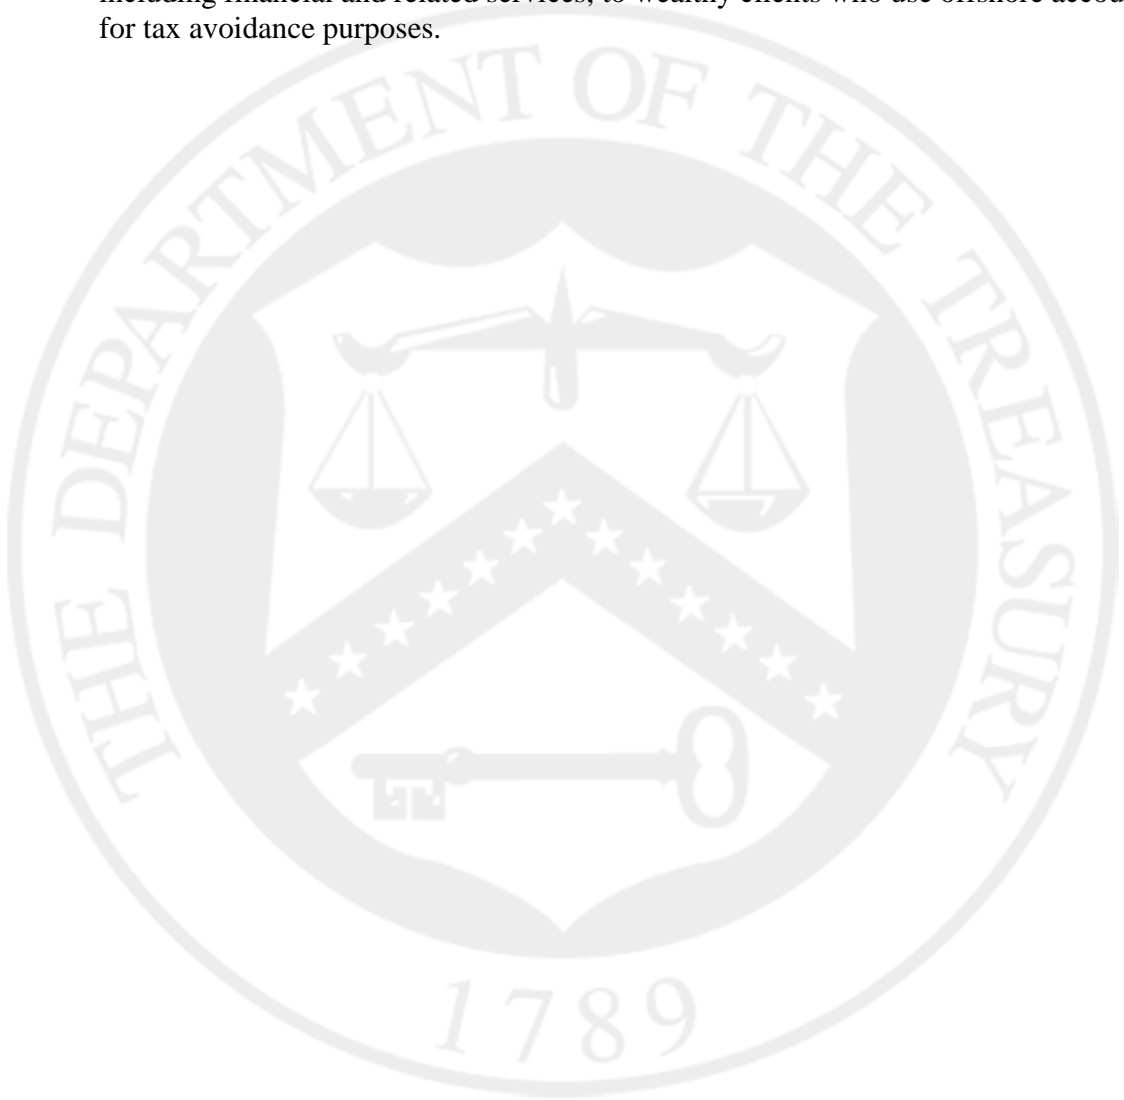 including financial and related services, to wealthy clients who use offshore
for tax avoidance purposes.
THE DEPARTMENT OF THE TREASURY
1789